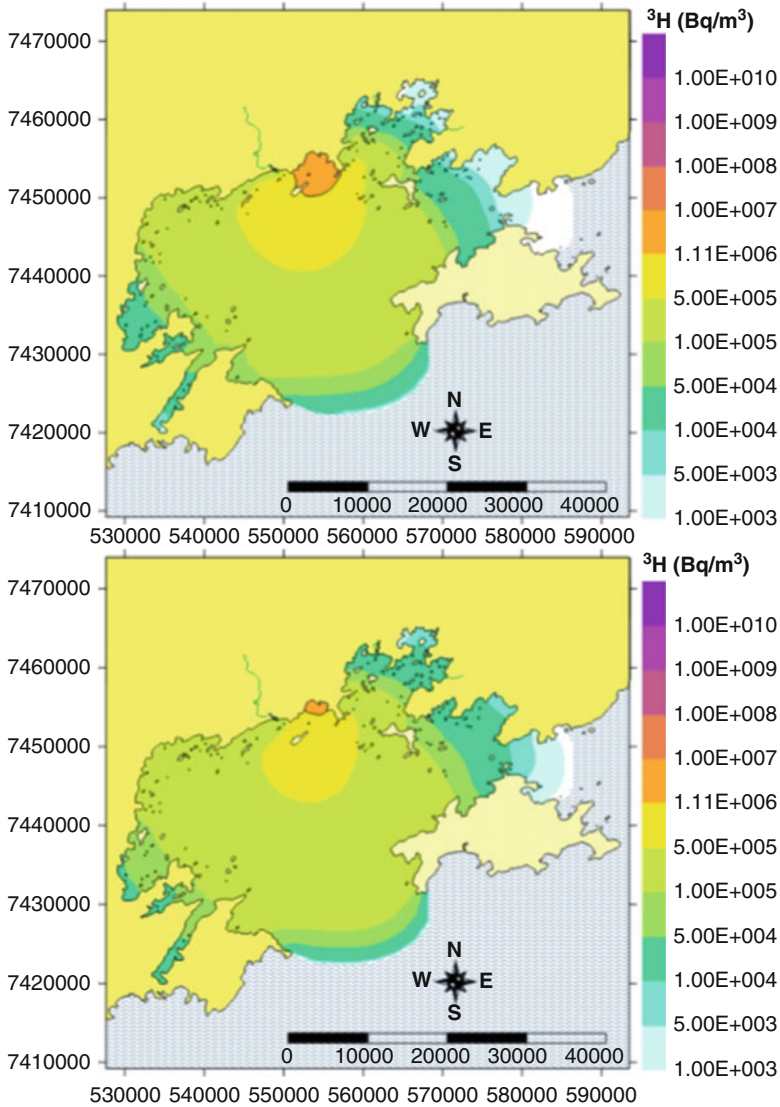 ³H (Bq/m³)
7470000
7460000
7450000
7440000
7430000
7420000
7410000
1.00E+010
1.00E+009
1.00E+008
1.00E+007
1.11E+006
5.00E+005
1.00E+005
5.00E+004
1.00E+004
5.00E+003
1.00E+003
N
W E
S
0 10000 20000 30000 40000
530000 540000 550000 560000 570000 580000 590000
³H (Bq/m³)
7470000
7460000
7450000
7440000
7430000
7420000
7410000
1.00E+010
1.00E+009
1.00E+008
1.00E+007
1.11E+006
5.00E+005
1.00E+005
5.00E+004
1.00E+004
5.00E+003
1.00E+003
N
W E
S
0 10000 20000 30000 40000
530000 540000 550000 560000 570000 580000 590000